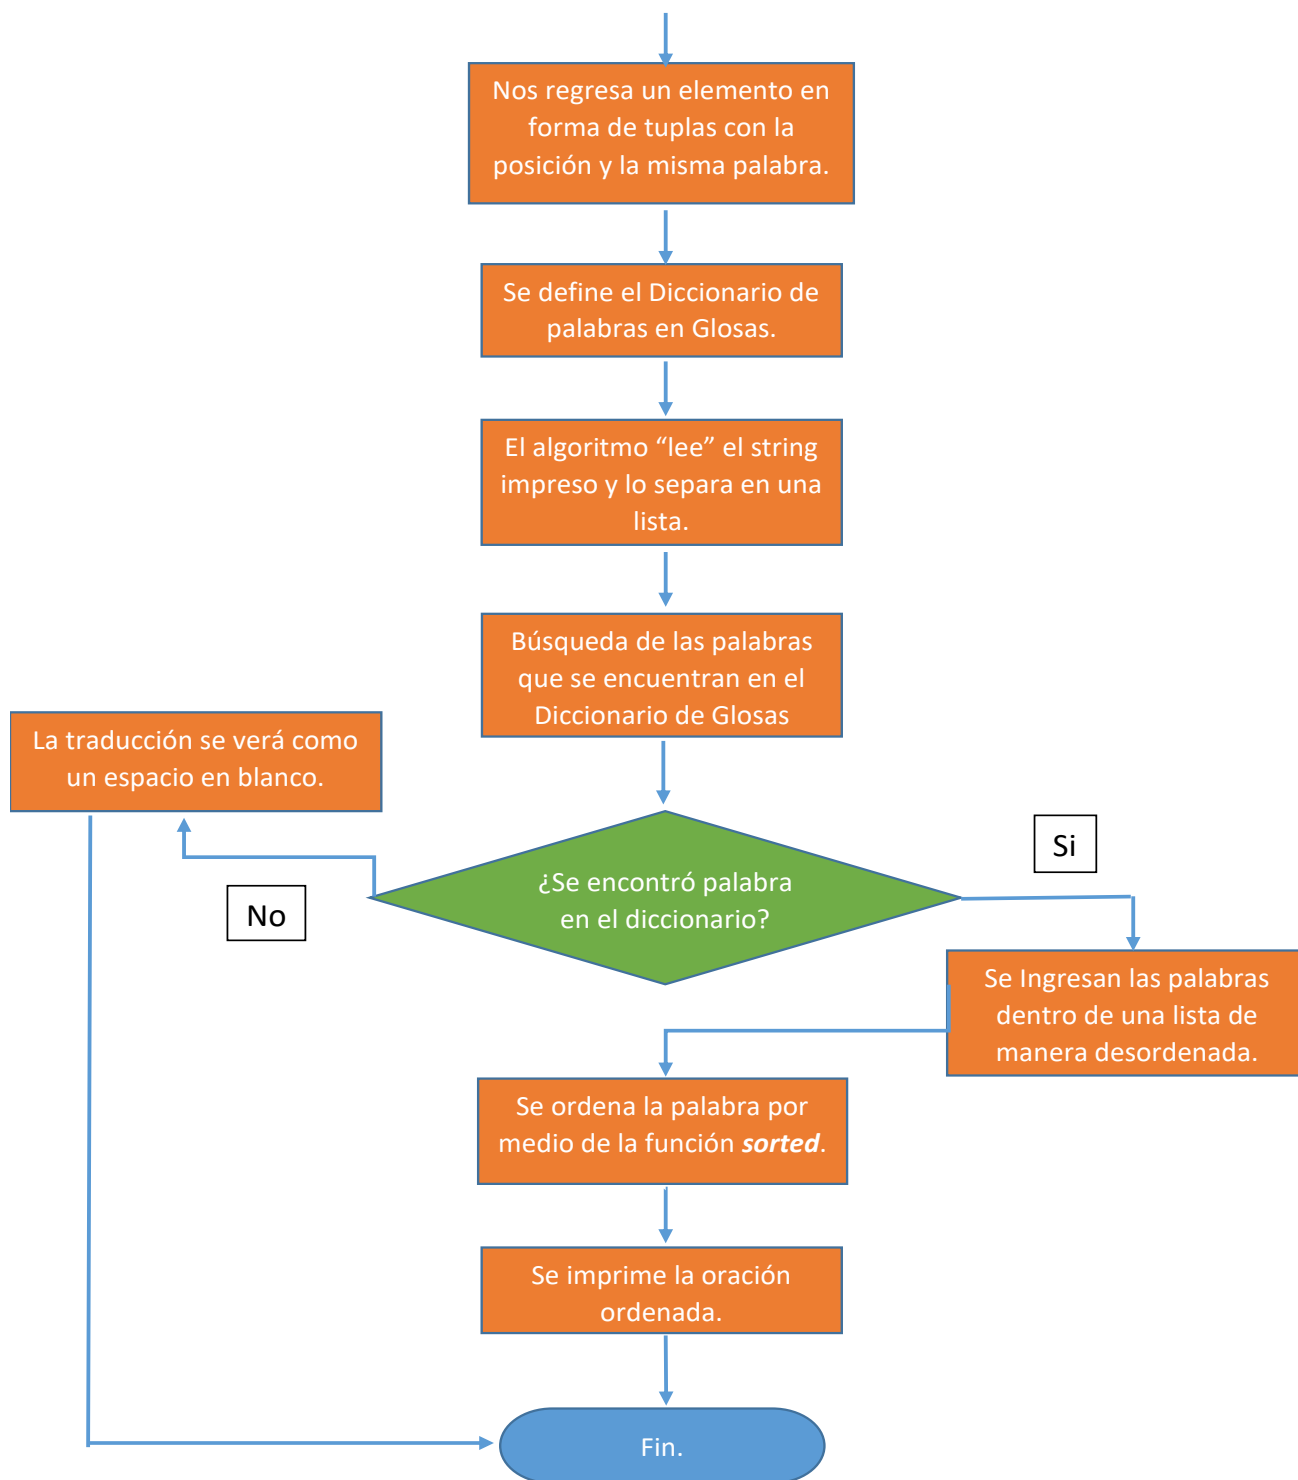 Nos regresa un elemento en
forma de tuplas con la
posición y la misma palabra.
Se define el Diccionario de
palabras en Glosas.
El algoritmo “lee” el string
impreso y lo separa en una
lista.
Búsqueda de las palabras
que se encuentran en el
Diccionario de Glosas
La traducción se verá como
un espacio en blanco.
Si
¿Se encontró palabra
en el diccionario?
No
Se Ingresan las palabras
dentro de una lista de
manera desordenada.
Se ordena la palabra por
medio de la función sorted.
Se imprime la oración
ordenada.
Fin.